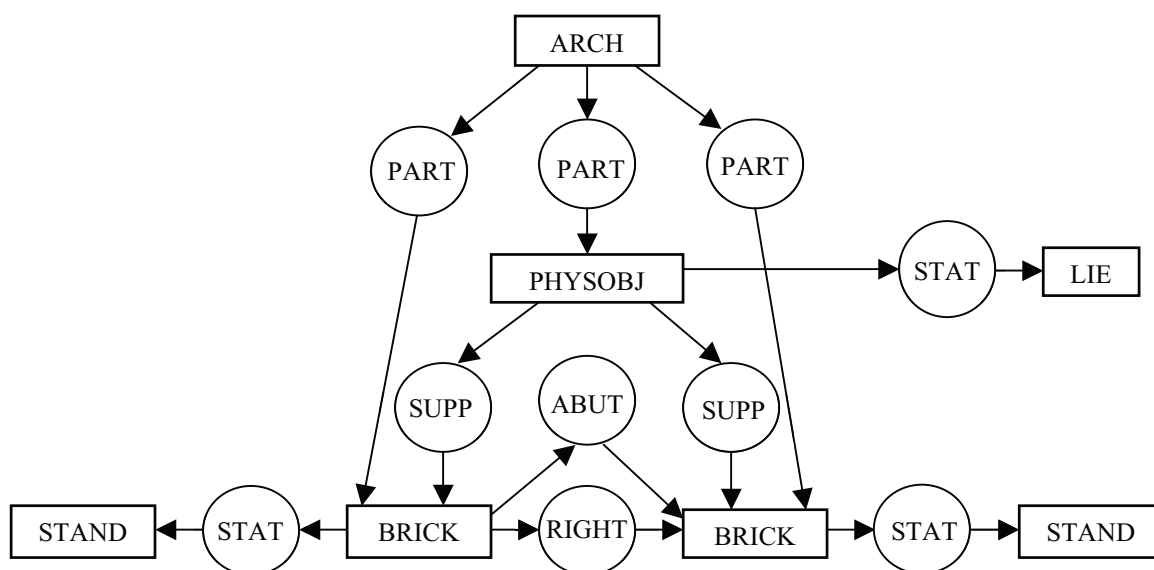 ARCH
PART
PART
PART
PHYSOBJ
STAT
LIE
SUPP
ABUT
SUPP
STAND
STAT
BRICK
RIGHT
BRICK
STAT
STAND